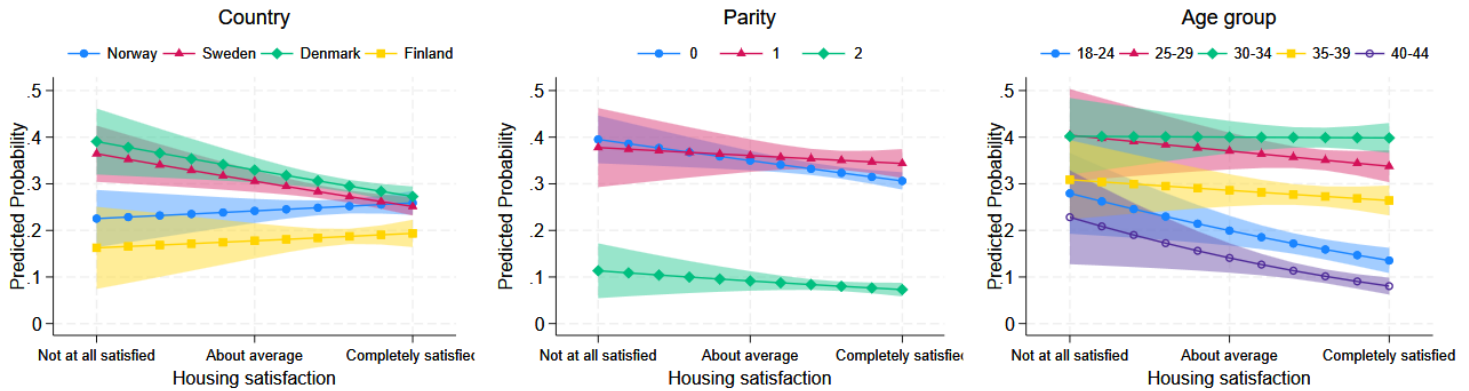 Country
Norway Sweden Denmark Finland
Predicted Probability
.5
.4
.3
.2
.1
0
Not at all satisfied About average Completely satisfied
Housing satisfaction
Parity
0 1 2
Predicted Probability
.5
.4
.3
.2
.1
0
Not at all satisfied About average Completely satisfied
Housing satisfaction
Age group
18-24 25-29 30-34 35-39 40-44
Predicted Probability
.5
.4
.3
.2
.1
0
Not at all satisfied About average Completely satisfied
Housing satisfaction